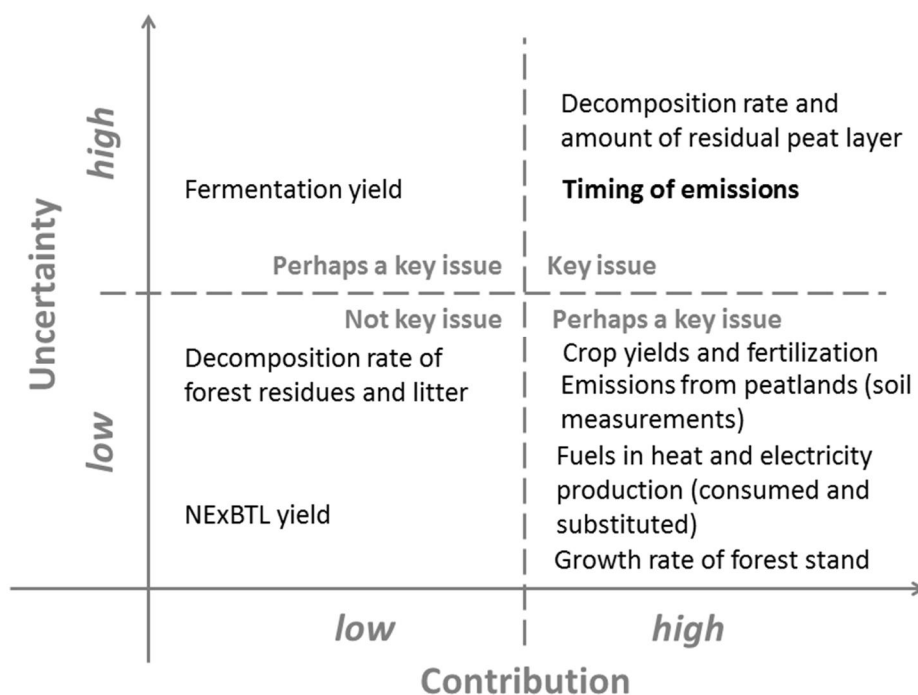 Uncertainty
high
low
Decomposition rate and
amount of residual peat layer
Fermentation yield
Timing of emissions
Perhaps a key issue
Key issue
Not key issue
Perhaps a key issue
Decomposition rate of
forest residues and litter
NExBTL yield
Crop yields and fertilization
Emissions from peatlands (soil
measurements)
Fuels in heat and electricity
production (consumed and
substituted)
Growth rate of forest stand
low
high
Contribution